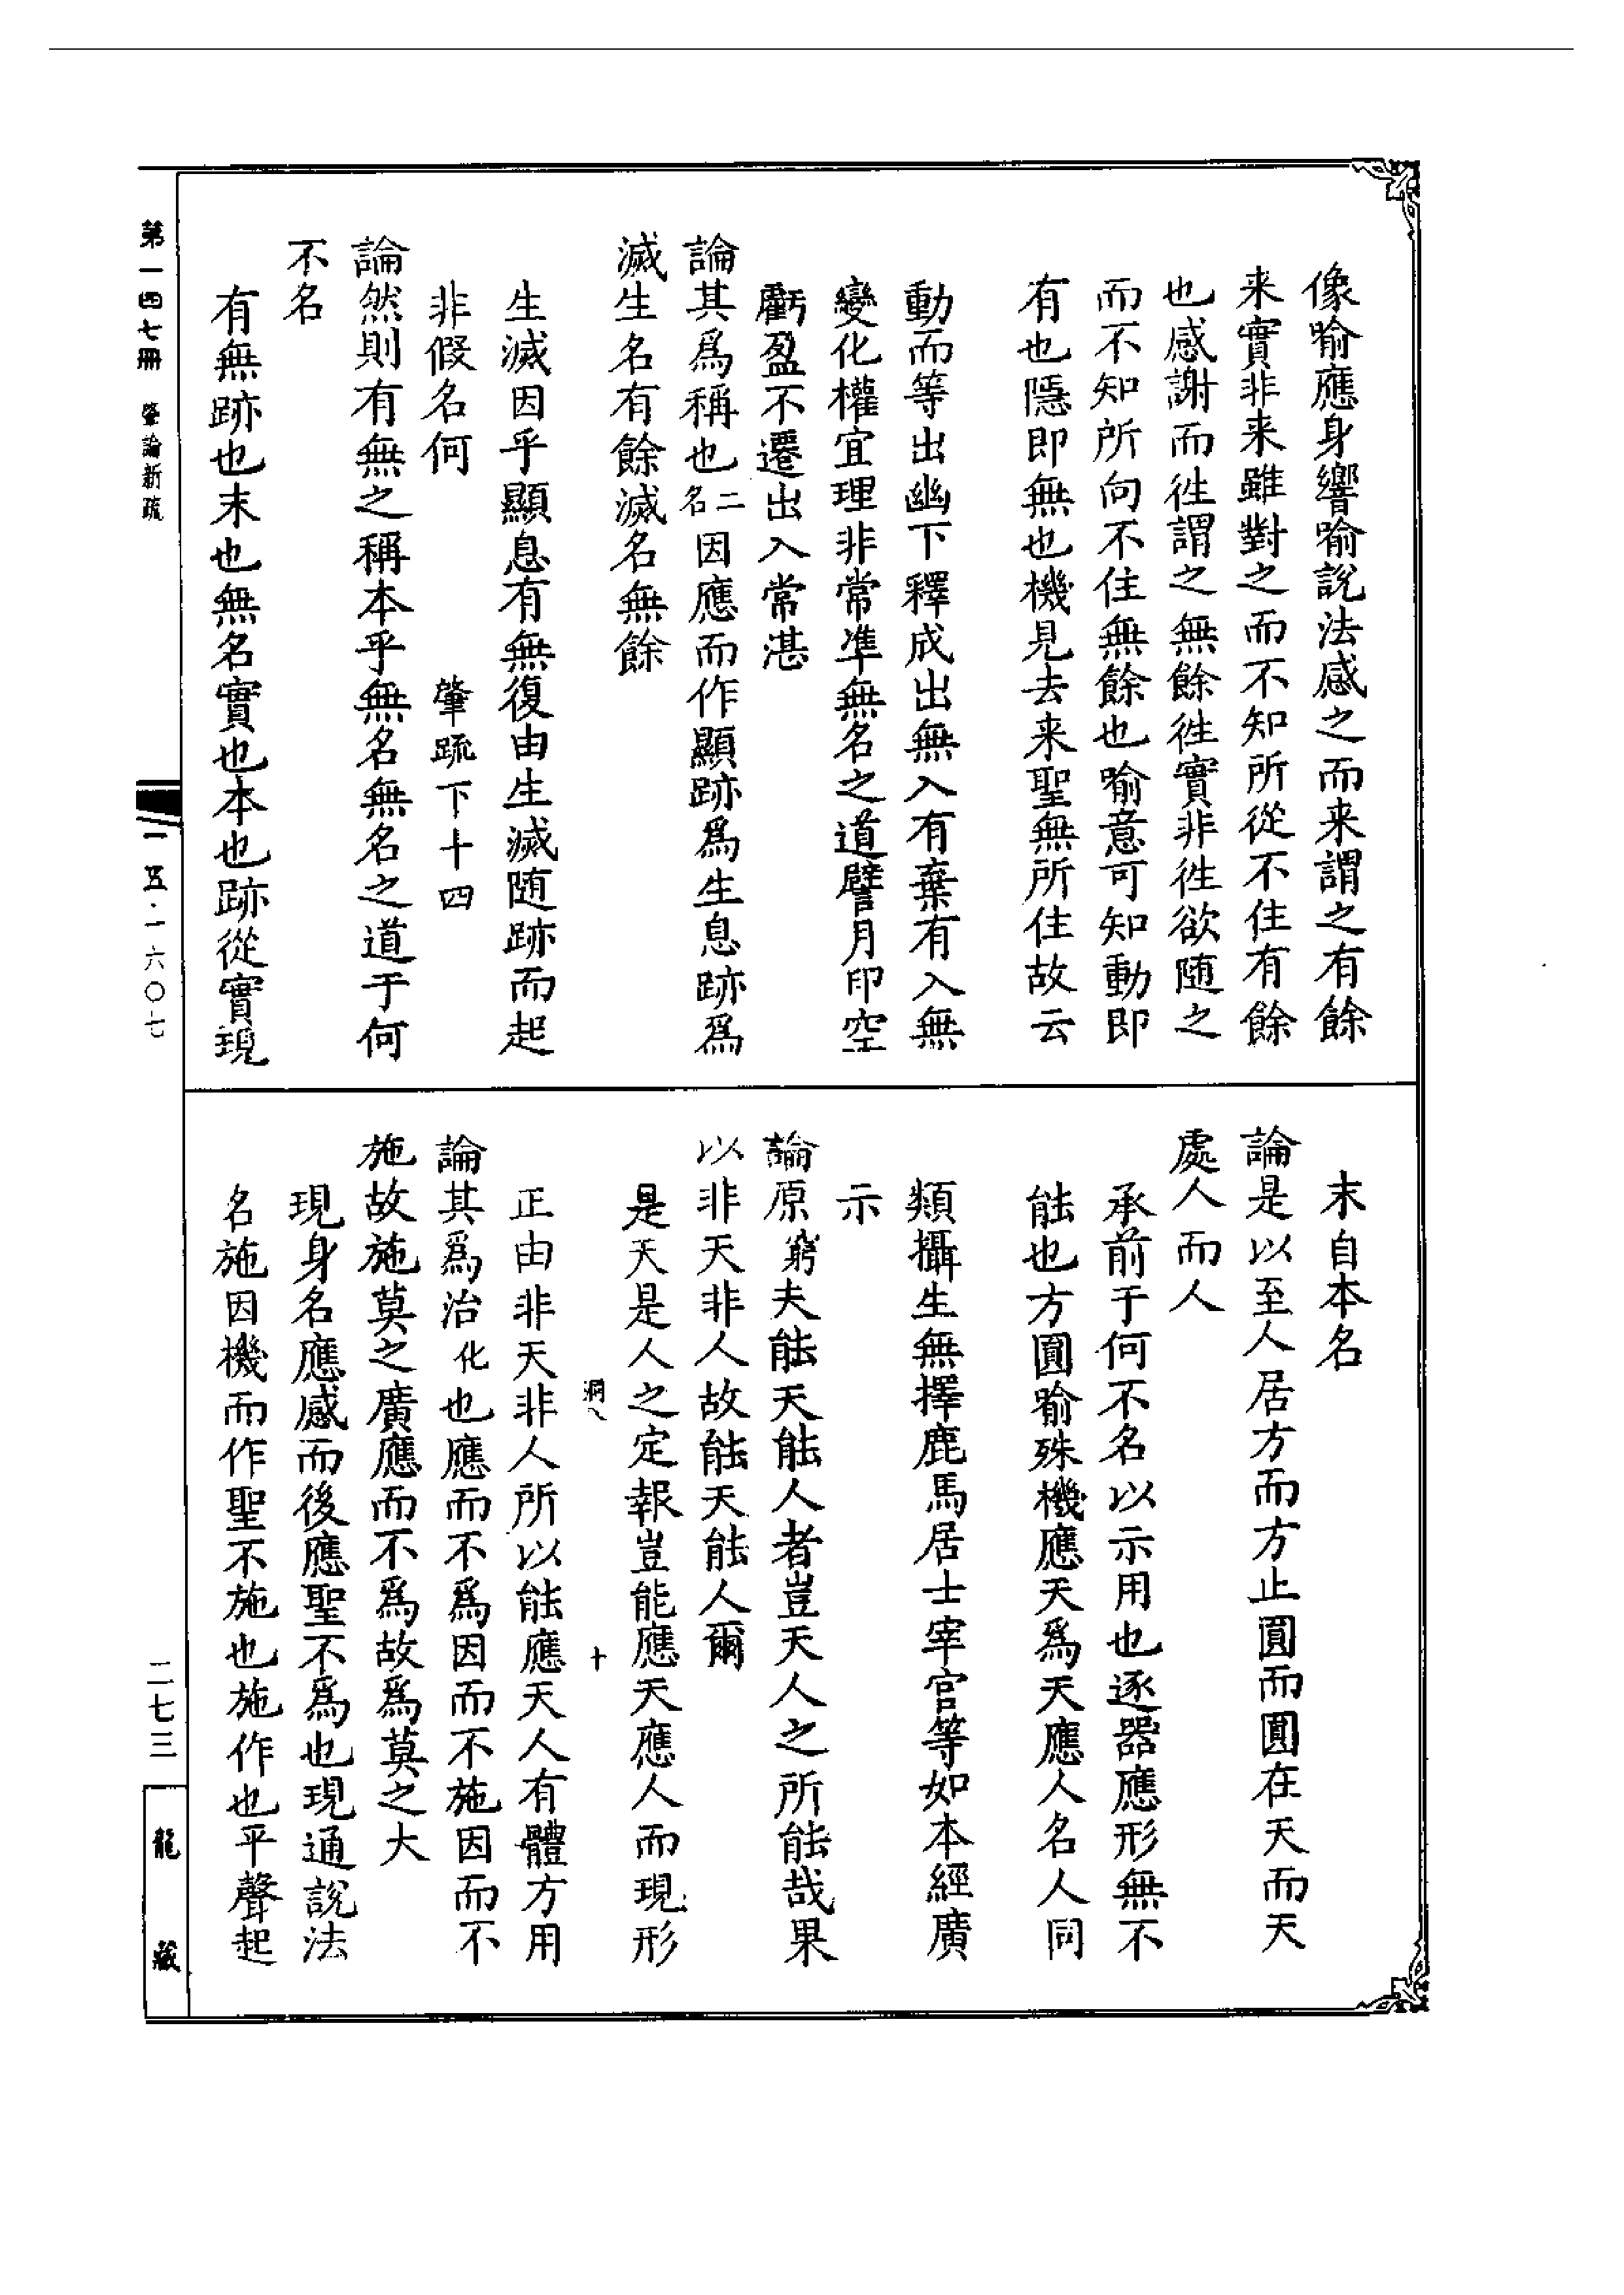 像喻應身響喻說法感之而来謂之有餘
来實非来雖對之而不知所從不住有餘
也感謝而徃謂之無餘徃實非徃欲随之
而不知所向不住無餘也喻意可知動即
有也隱即無也機見去来聖無所住故云
動而等出幽下釋成出無入有棄有入無
變化權宜理非常凖無名之道譬月印空
虧盈不遷出入常湛
論其爲稱也二名因應而作顯跡爲生息跡爲
滅生名有餘滅名無餘
生滅因乎顯息有無復由生滅随跡而起
非假名何
肇疏下十四
論然則有無之稱本乎無名無名之道于何
不名
有無跡也末也無名實也本也跡從實現
末自本名
論是以至人居方而方止圓而圓在天而天
處人而人
承前于何不名以示用也逐器應形無不
能也方圓喻殊機應天爲天應人名人同
類攝生無擇鹿馬居士宰官等如本經廣
示
論原窮夫能天能人者豈天人之所能哉果
以非天非人故能天能人爾
是天是人之定報豈能應天應人而現形
洞八
十
正由非天非人所以能應天人有體方用
論其爲治化也應而不爲因而不施因而不
施故施莫之廣應而不爲故爲莫之大
現身名應感而後應聖不爲也現通說法
名施因機而作聖不施也施作也平聲起
第一四七冊　肇論新疏
一五·一六〇七
二七三
龍藏